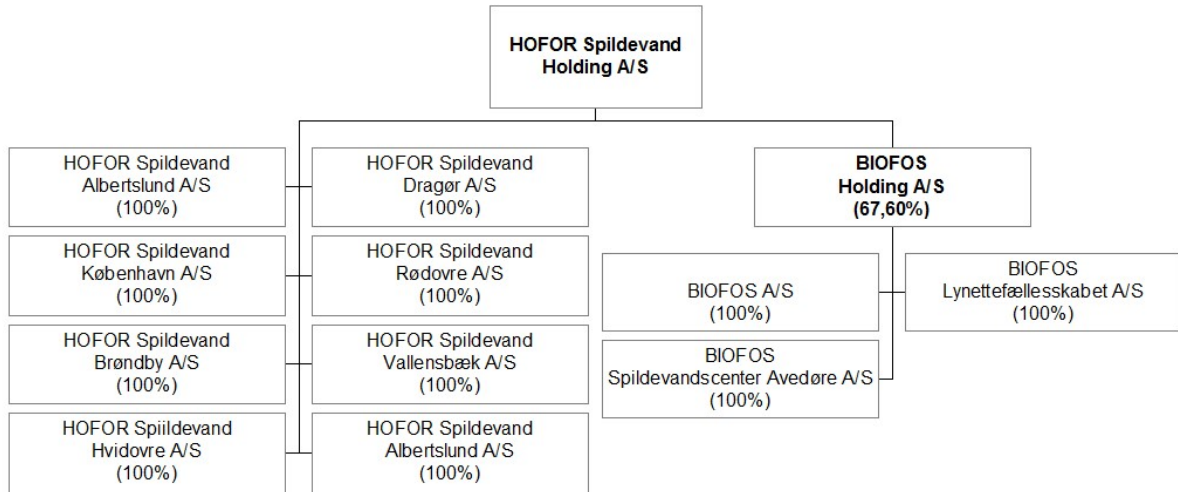 HOFOR Spildevand
Holding A/S
HOFOR Spildevand
Albertslund A/S
(100%)
HOFOR Spildevand
Dragør A/S
(100%)
BIOFOS
Holding A/S
(67,60%)
HOFOR Spildevand
København A/S
(100%)
HOFOR Spildevand
Rødovre A/S
(100%)
BIOFOS A/S
(100%)
BIOFOS
Lynettefællesskabet A/S
(100%)
HOFOR Spildevand
Brøndby A/S
(100%)
HOFOR Spildevand
Vallensbæk A/S
(100%)
BIOFOS
Spildevandscenter Avedøre A/S
(100%)
HOFOR Spiildevand
Hvidovre A/S
(100%)
HOFOR Spildevand
Albertslund A/S
(100%)